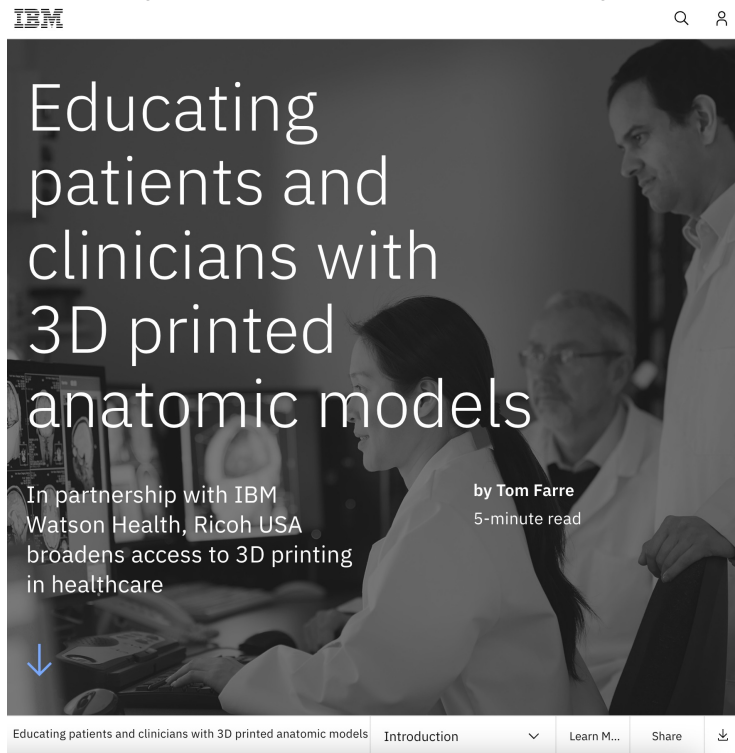 IBM
Educating
patients and
clinicians with
3D printed
anatomic models
In partnership with IBM
Watson Health, Ricoh USA
broadens access to 3D printing
in healthcare
by Tom Farre
5-minute read
Educating patients and clinicians with 3D printed anatomic models
Introduction
Learn M...
Share